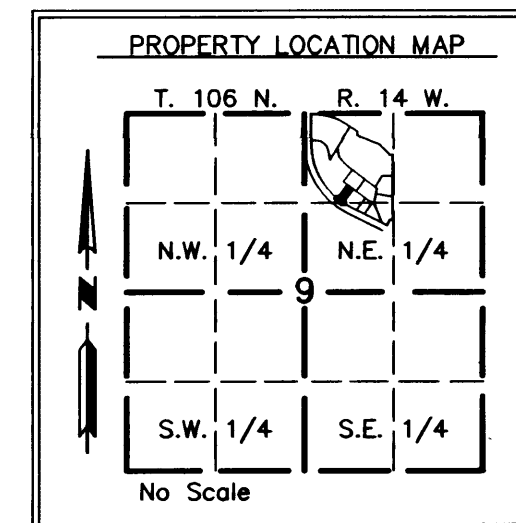 PROPERTY LOCATION MAP
T. 106 N. R. 14 W.
N.W. 1/4 N.E. 1/4
N 9
S.W. 1/4 S.E. 1/4
No Scale